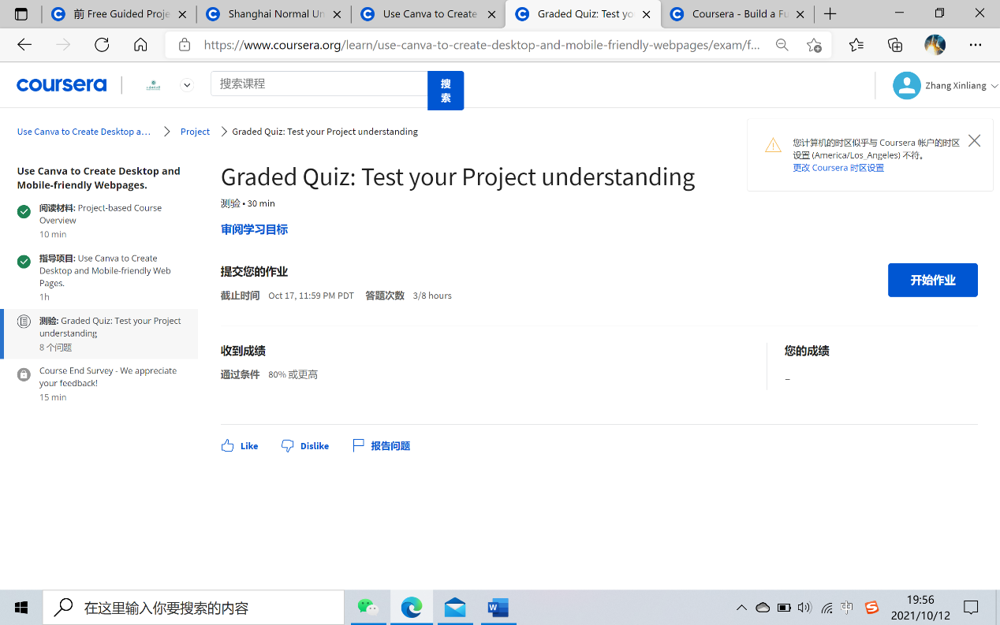 前 Free Guided Proje
Shanghai Normal Un
Use Canva to Create
Graded Quiz: Test yo
Coursera - Build a Fu
https://www.coursera.org/learn/use-canva-to-create-desktop-and-mobile-friendly-webpages/exam/f...
coursera
搜索课程
搜
索
Zhang Xinliang
Use Canva to Create Desktop a...
Project
Graded Quiz: Test your Project understanding
您计算机的时区似乎与 Coursera 帐户的时区
设置 (America/Los_Angeles) 不符。
更改 Coursera 时区设置
Use Canva to Create Desktop and
Mobile-friendly Webpages.
阅读材料: Project-based Course
Overview
10 min
指导项目: Use Canva to Create
Desktop and Mobile-friendly Web
Pages.
1h
测验: Graded Quiz: Test your Project
understanding
8 个问题
Course End Survey - We appreciate
your feedback!
15 min
Graded Quiz: Test your Project understanding
测验 • 30 min
审阅学习目标
提交您的作业
截止时间 Oct 17, 11:59 PM PDT 答题次数 3/8 hours
开始作业
收到成绩
通过条件 80% 或更高
您的成绩
–
Like
Dislike
报告问题
在这里输入你要搜索的内容
中
19:56
2021/10/12